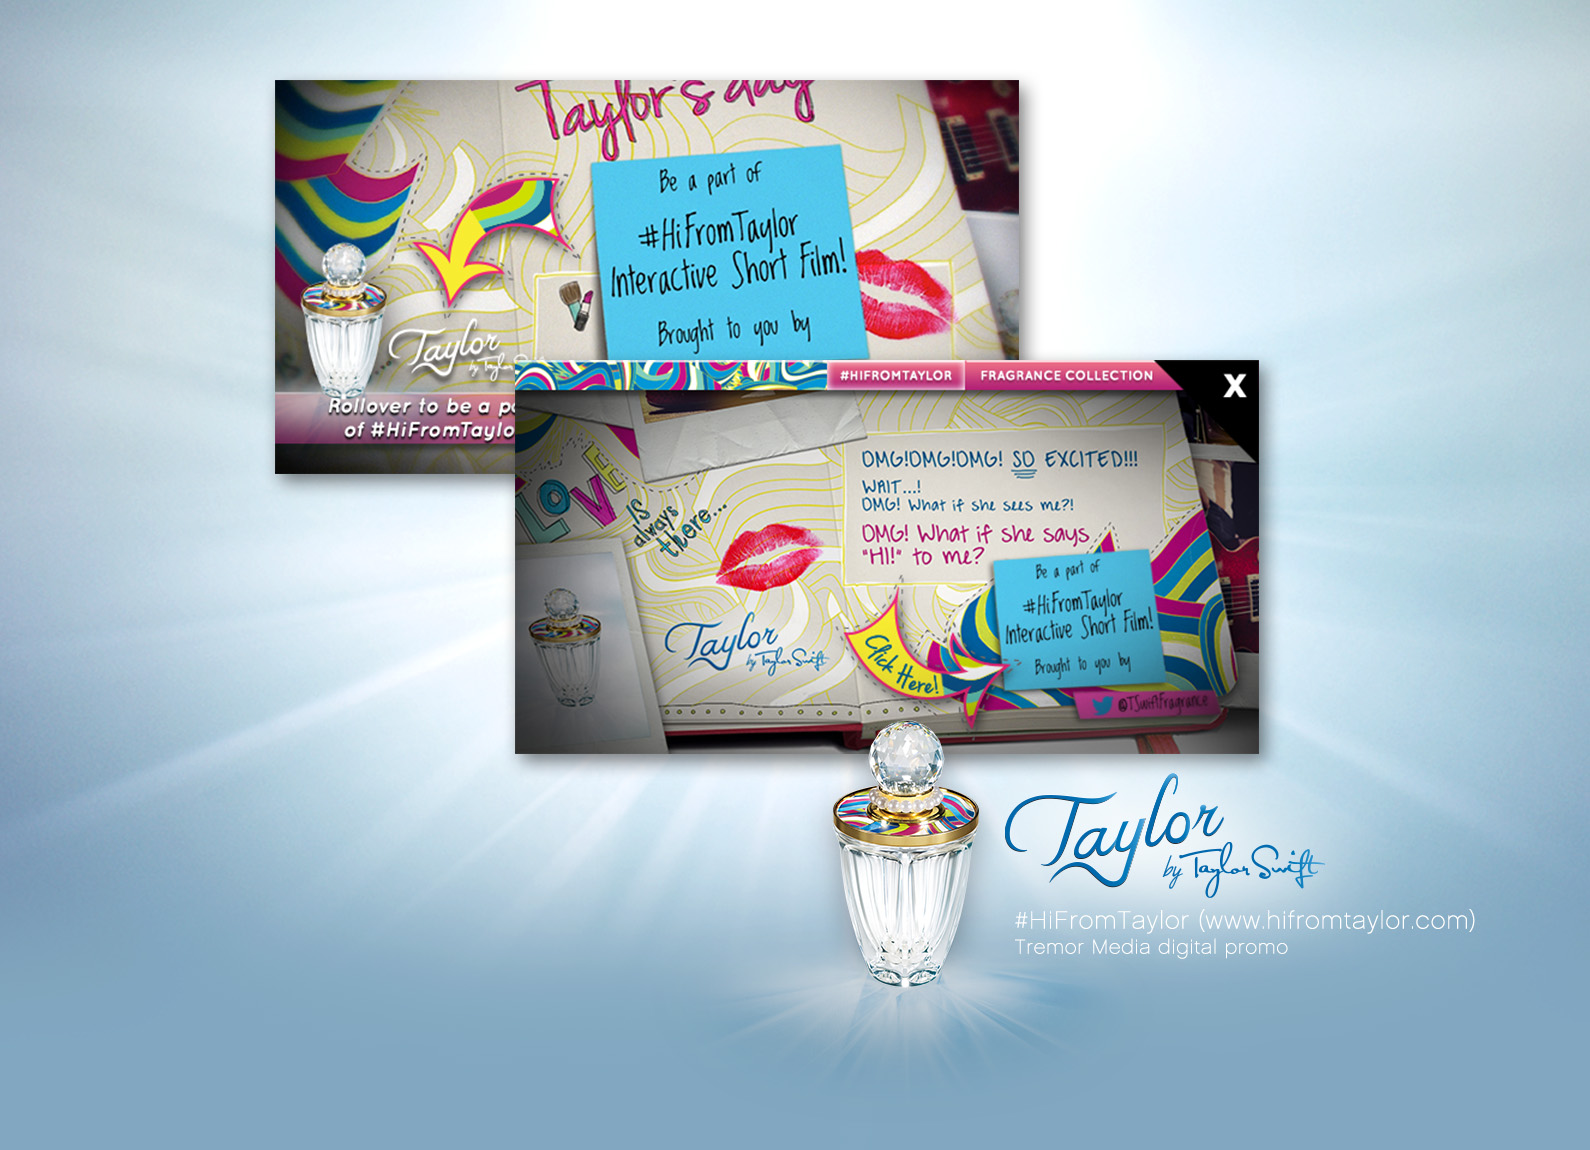 Taylor's day
Be a part of
#HiFromTaylor
Interactive Short Film!
Brought to you by
Taylor
by Taylor
Rollover to be a
of #HiFromTaylo
#HIFROMTAYLOR
FRAGRANCE COLLECTION
X
LOVE
IS
always
there...
OMG!OMG!OMG! SO EXCITED!!!
WAIT...!
OMG! What if she sees me?!
OMG! What if she says
"HI!" to me?
Be a part of
#HiFromTaylor
Interactive Short Film!
Brought to you by
Click Here!
Taylor
by Taylor Swift
@TSwiftFragrance
Taylor
by Taylor Swift
#HiFromTaylor (www.hifromtaylor.com)
Tremor Media digital promo